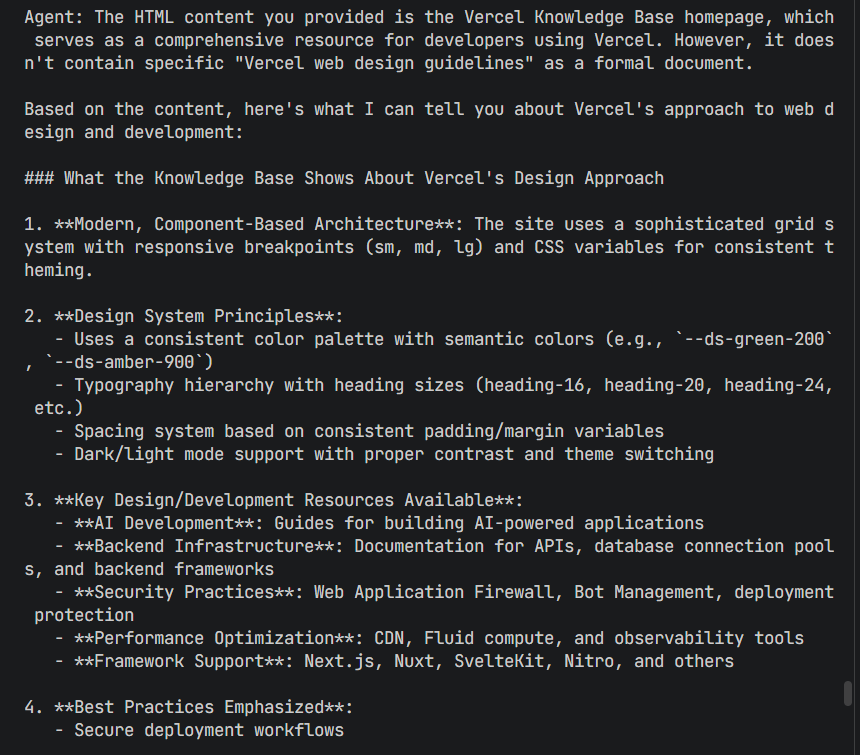 Agent: The HTML content you provided is the Vercel Knowledge Base homepage, which
 serves as a comprehensive resource for developers using Vercel. However, it does
n't contain specific "Vercel web design guidelines" as a formal document.

Based on the content, here's what I can tell you about Vercel's approach to web d
esign and development:

### What the Knowledge Base Shows About Vercel's Design Approach

1. **Modern, Component-Based Architecture**: The site uses a sophisticated grid s
ystem with responsive breakpoints (sm, md, lg) and CSS variables for consistent t
heming.

2. **Design System Principles**:
   - Uses a consistent color palette with semantic colors (e.g., `--ds-green-200`
, `--ds-amber-900`)
   - Typography hierarchy with heading sizes (heading-16, heading-20, heading-24,
 etc.)
   - Spacing system based on consistent padding/margin variables
   - Dark/light mode support with proper contrast and theme switching

3. **Key Design/Development Resources Available**:
   - **AI Development**: Guides for building AI-powered applications
   - **Backend Infrastructure**: Documentation for APIs, database connection pool
s, and backend frameworks
   - **Security Practices**: Web Application Firewall, Bot Management, deployment
 protection
   - **Performance Optimization**: CDN, Fluid compute, and observability tools
   - **Framework Support**: Next.js, Nuxt, SvelteKit, Nitro, and others

4. **Best Practices Emphasized**:
   - Secure deployment workflows